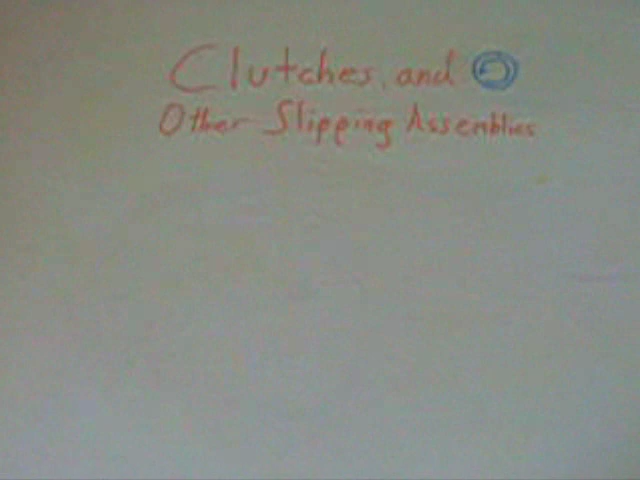 Clutches, and
Other Slipping Assemblies